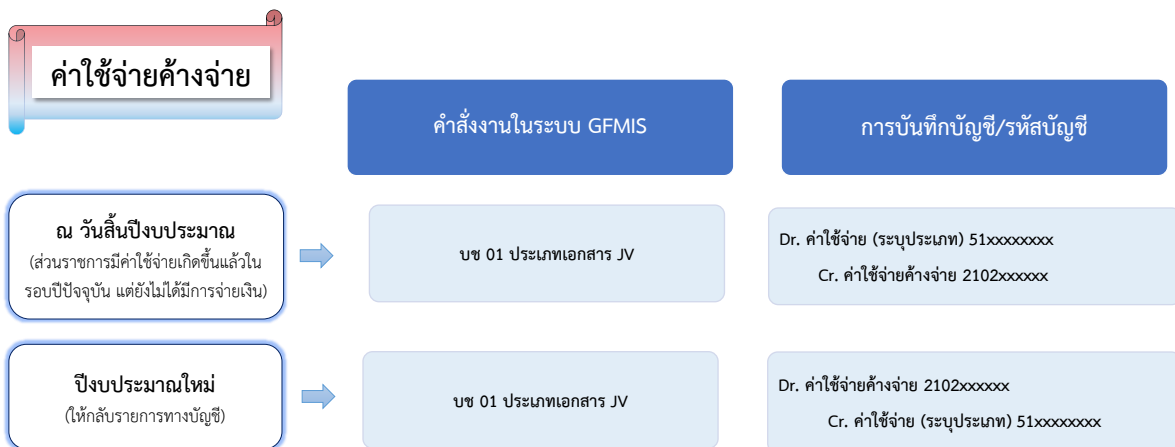 ค่าใช้จ่ายค้างจ่าย
คำสั่งงานในระบบ GFMIS
การบันทึกบัญชี/รหัสบัญชี
ณ วันสิ้นปีงบประมาณ
(ส่วนราชการมีค่าใช้จ่ายเกิดขึ้นแล้วใน
รอบปีปัจจุบัน แต่ยังไม่ได้มีการจ่ายเงิน)
บช 01 ประเภทเอกสาร JV
Dr. ค่าใช้จ่าย (ระบุประเภท) 51xxxxxxxx
Cr. ค่าใช้จ่ายค้างจ่าย 2102xxxxxx
ปีงบประมาณใหม่
(ให้กลับรายการทางบัญชี)
บช 01 ประเภทเอกสาร JV
Dr. ค่าใช้จ่ายค้างจ่าย 2102xxxxxx
Cr. ค่าใช้จ่าย (ระบุประเภท) 51xxxxxxxx